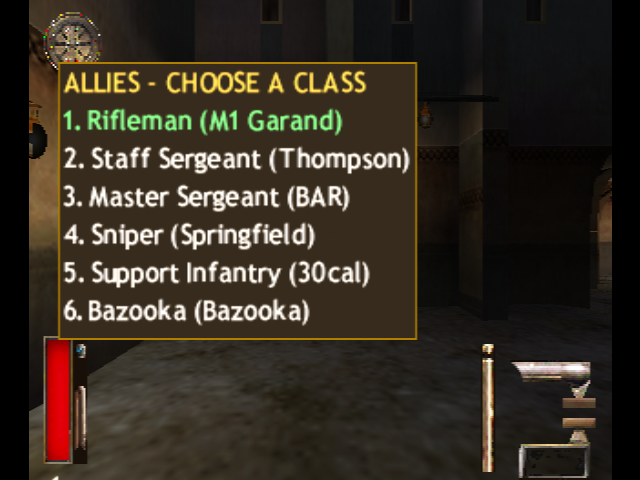 ALLIES - CHOOSE A CLASS
1. Rifleman (M1 Garand)
2. Staff Sergeant (Thompson)
3. Master Sergeant (BAR)
4. Sniper (Springfield)
5. Support Infantry (30cal)
6. Bazooka (Bazooka)